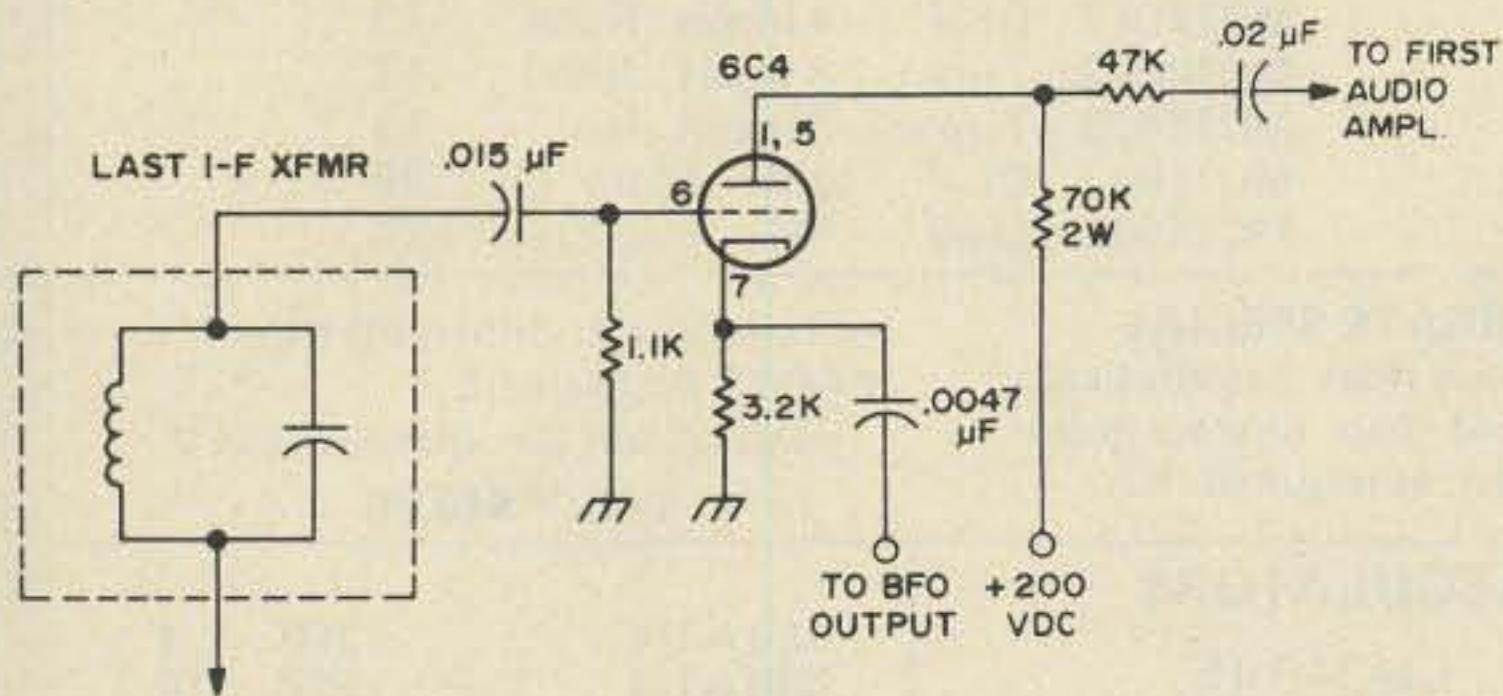 6C4
47K
.02 µF
TO FIRST
AUDIO
AMPL.
1, 5
LAST I-F XFMR
.015 µF
6
70K
2W
7
1.1K
3.2K
.0047
µF
TO BFO
OUTPUT
+200
VDC